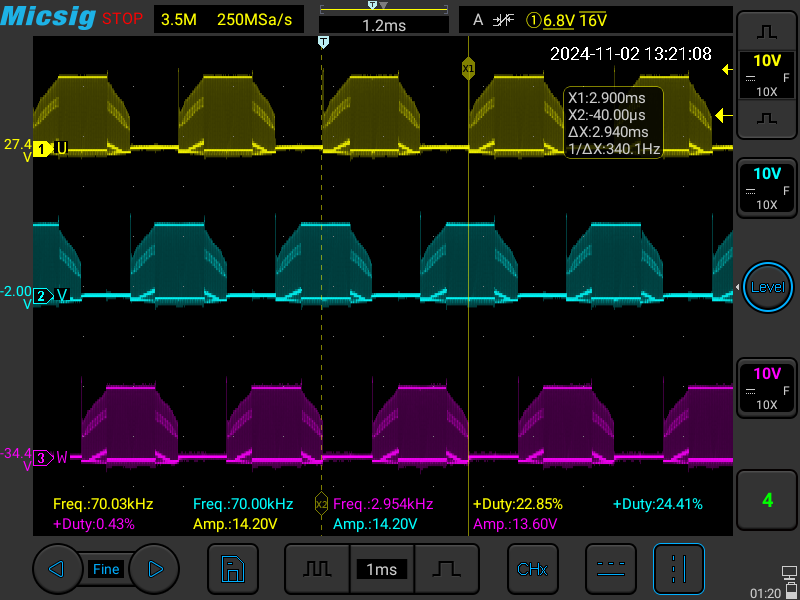 Micsig STOP 3.5M 250MSa/s 1.2ms A 1 6.8V 16V
T
2024-11-02 13:21:08
X1
10V
F
10X
X1:2.900ms
X2:-40.00µs
ΔX:2.940ms
1/ΔX:340.1Hz
27.4 V
1 U
10V
F
10X
-2.00 V
2 V
Level
10V
F
10X
-34.4 V
3 W
Freq.:70.03kHz Freq.:70.00kHz X2 Freq.:2.954kHz +Duty:22.85% +Duty:24.41%
+Duty:0.43% Amp.:14.20V Amp.:14.20V Amp.:13.60V
4
Fine 1ms CHx
01:20